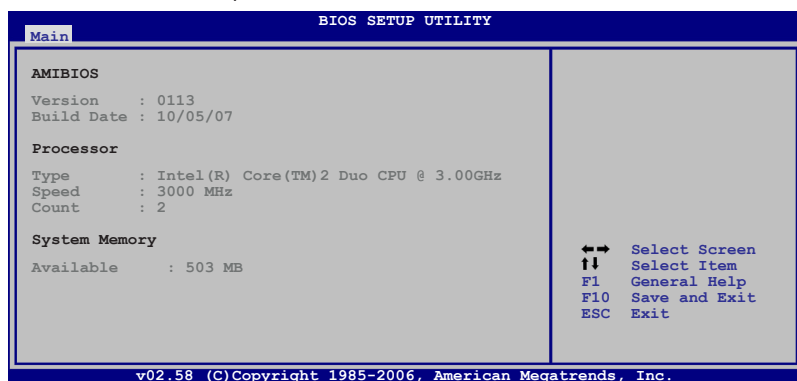 BIOS SETUP UTILITY
Main
AMIBIOS
Version : 0113
Build Date : 10/05/07
Processor
Type : Intel(R) Core(TM)2 Duo CPU @ 3.00GHz
Speed : 3000 MHz
Count : 2
System Memory
Available : 503 MB
←→ Select Screen
↑↓ Select Item
F1 General Help
F10 Save and Exit
ESC Exit
v02.58 (C)Copyright 1985-2006, American Megatrends, Inc.